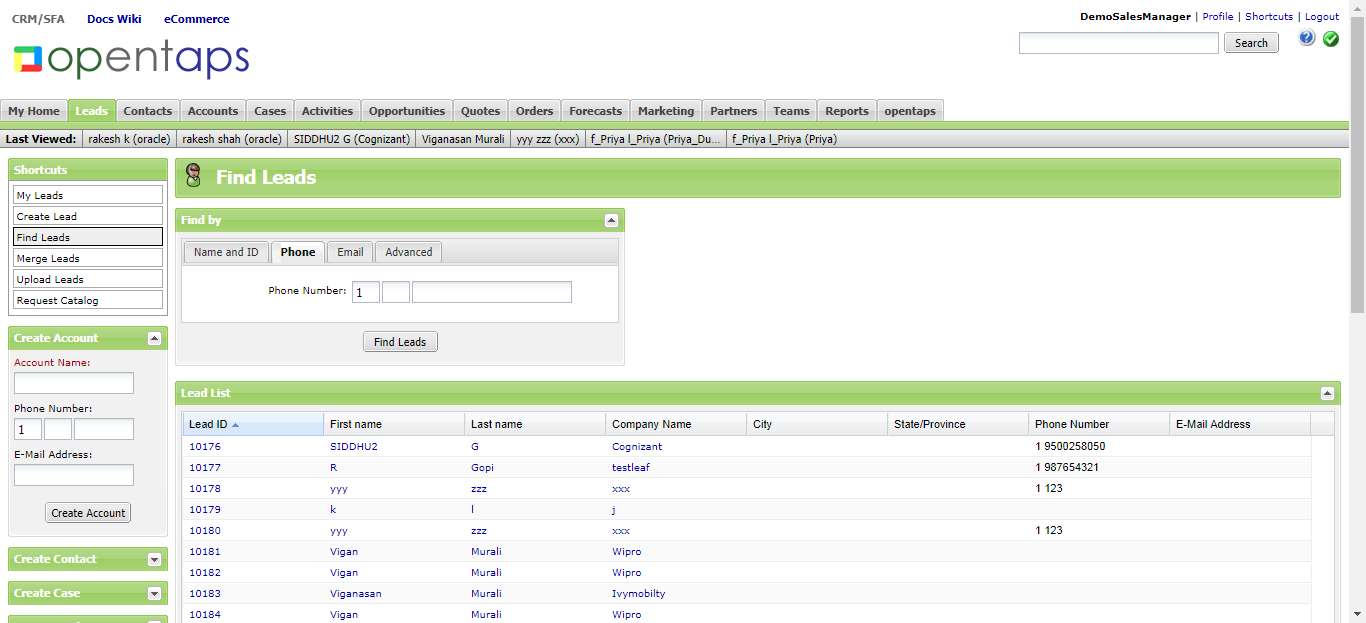 CRM/SFA Docs Wiki eCommerce
DemoSalesManager | Profile | Shortcuts | Logout
opentaps
Search
?
My Home Leads Contacts Accounts Cases Activities Opportunities Quotes Orders Forecasts Marketing Partners Teams Reports opentaps
Last Viewed: rakesh k (oracle) rakesh shah (oracle) SIDDHU2 G (Cognizant) Viganasan Murali yyy zzz (xxx) f_Priya l_Priya (Priya_Du... f_Priya l_Priya (Priya)
Shortcuts
My Leads
Create Lead
Find Leads
Merge Leads
Upload Leads
Request Catalog
Create Account
Account Name:
Phone Number:
1
E-Mail Address:
Create Account
Create Contact
Create Case
Find Leads
Find by
Name and ID Phone Email Advanced
Phone Number: 1
Find Leads
Lead List
Lead ID First name Last name Company Name City State/Province Phone Number E-Mail Address
10176 SIDDHU2 G Cognizant 1 9500258050
10177 R Gopi testleaf 1 987654321
10178 yyy zzz xxx 1 123
10179 k l j
10180 yyy zzz xxx 1 123
10181 Vigan Murali Wipro
10182 Vigan Murali Wipro
10183 Viganasan Murali Ivymobilty
10184 Vigan Murali Wipro